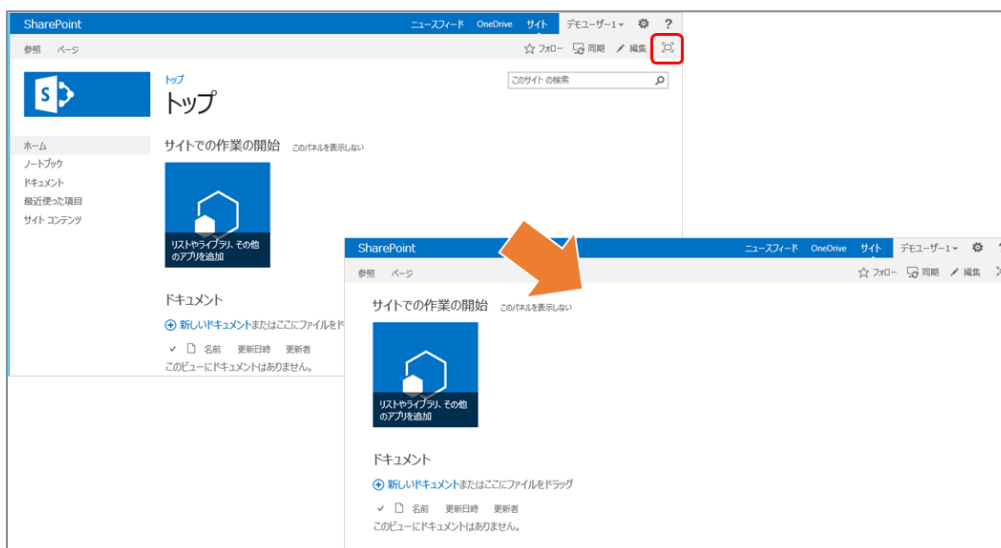 SharePoint ニュースフィード OneDrive サイト デモユーザー1 ?
参照 ページ フォロー 同期 編集
S
トップ
このサイト の検索
トップ
ホーム
ノートブック
ドキュメント
最近使った項目
サイト コンテンツ
サイトでの作業の開始 このパネルを表示しない
リストやライブラリ、その他
のアプリを追加
ドキュメント
新しいドキュメントまたはここにファイルをド
名前 更新日時 更新者
このビューにドキュメントはありません。
SharePoint ニュースフィード OneDrive サイト デモユーザー1
参照 ページ フォロー 同期 編集
サイトでの作業の開始 このパネルを表示しない
リストやライブラリ、その他
のアプリを追加
ドキュメント
新しいドキュメントまたはここにファイルをドラッグ
名前 更新日時 更新者
このビューにドキュメントはありません。